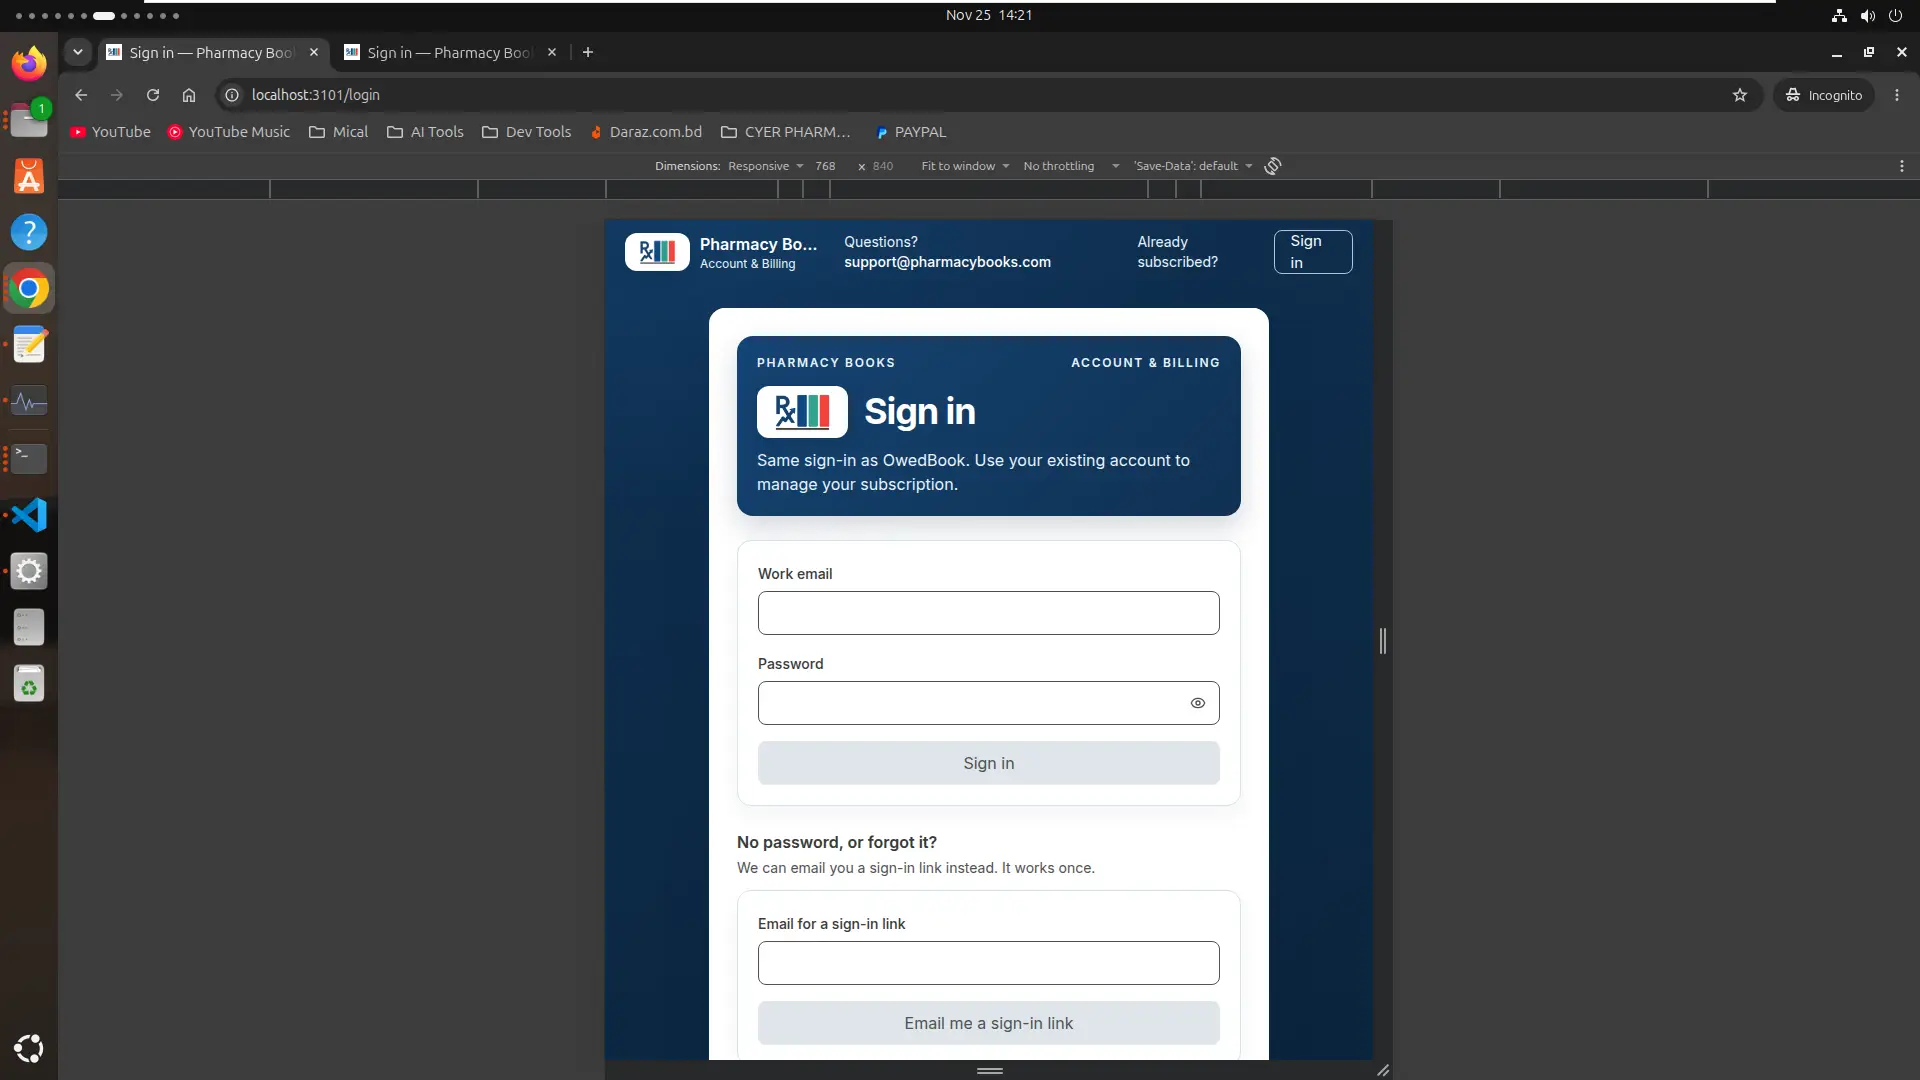 Nov 25 14:21
Sign in — Pharmacy Boo
Sign in — Pharmacy Boo
localhost:3101/login
Incognito
YouTube
YouTube Music
Mical
AI Tools
Dev Tools
Daraz.com.bd
CYER PHARM...
PAYPAL
Dimensions: Responsive 768 x 840 Fit to window No throttling 'Save-Data': default
1
Pharmacy Bo...
Account & Billing
Questions?
support@pharmacybooks.com
Already
subscribed?
Sign
in
PHARMACY BOOKS
ACCOUNT & BILLING
Rx
Sign in
Same sign-in as OwedBook. Use your existing account to
manage your subscription.
Work email
Password
Sign in
No password, or forgot it?
We can email you a sign-in link instead. It works once.
Email for a sign-in link
Email me a sign-in link